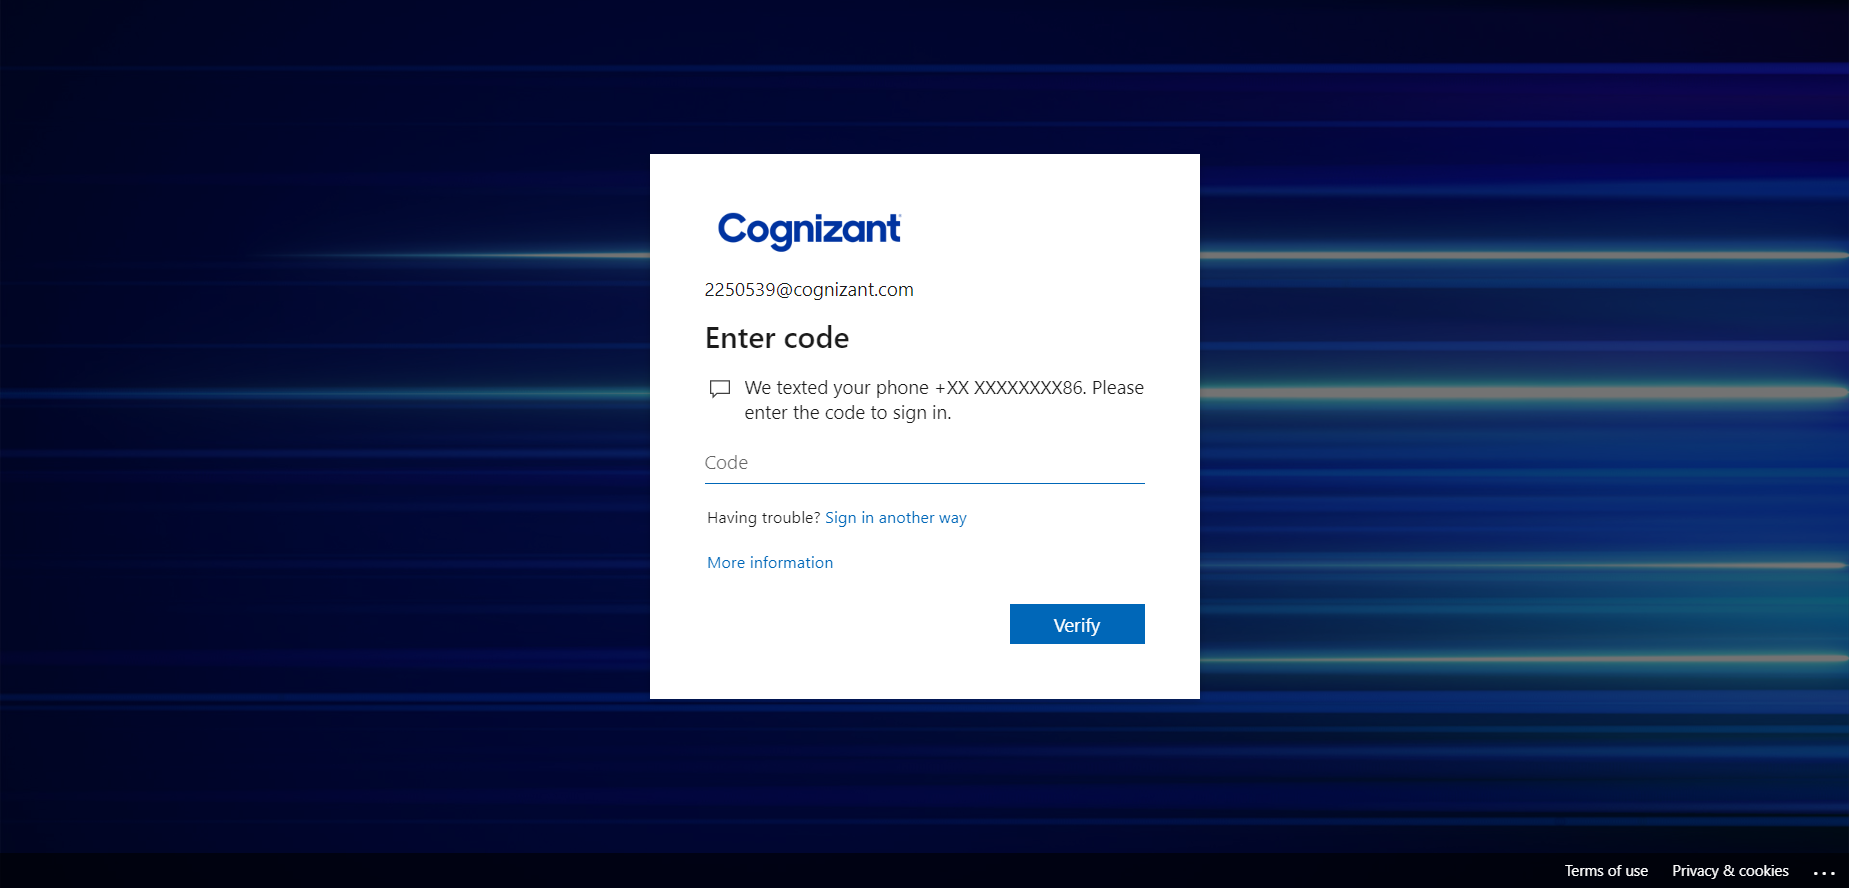 Cognizant
2250539@cognizant.com
Enter code
We texted your phone +XX XXXXXXXX86. Please
enter the code to sign in.
Code
Having trouble? Sign in another way
More information
Verify
Terms of use Privacy & cookies ...